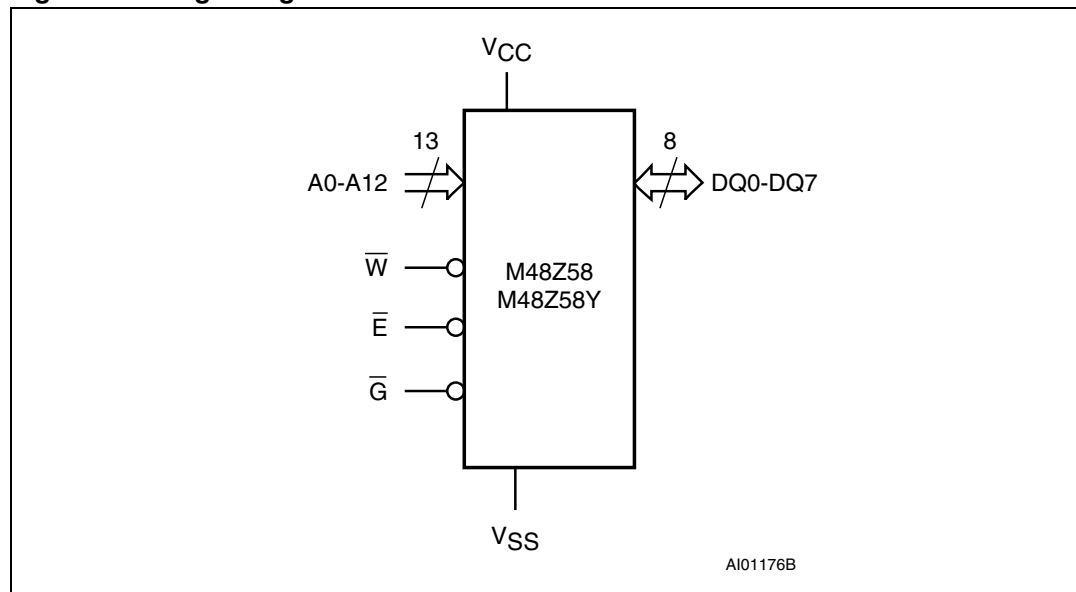 VCC
13
8
A0-A12
DQ0-DQ7
W̅
M48Z58
M48Z58Y
E̅
G̅
VSS
AI01176B